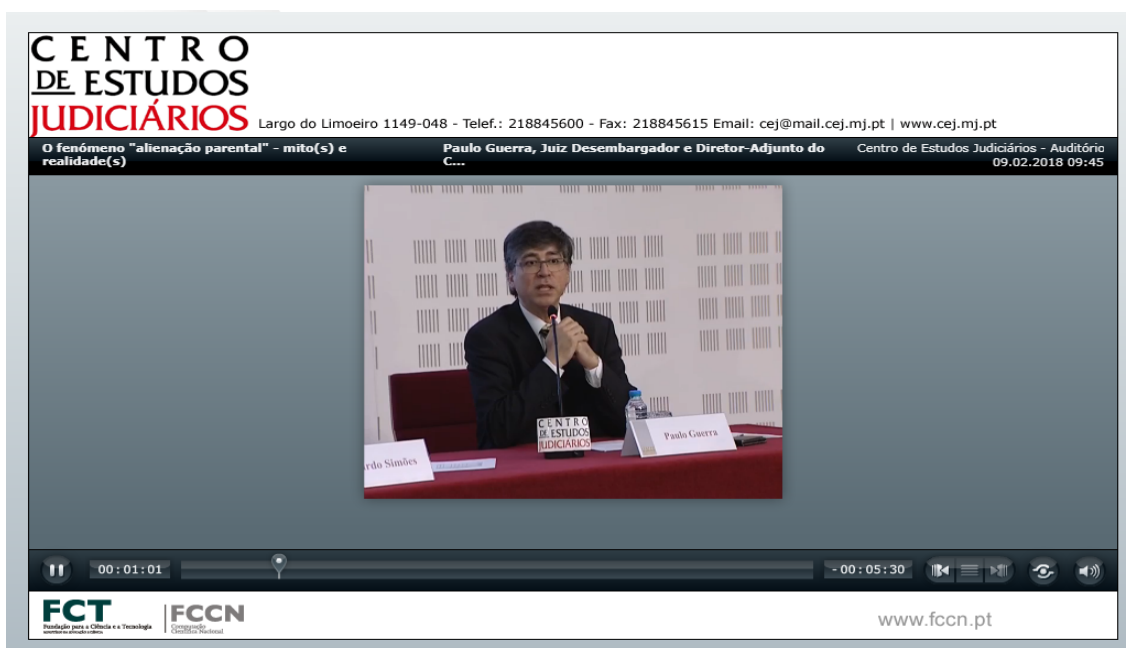 CENTRO
DE ESTUDOS
JUDICIÁRIOS
Largo do Limoeiro 1149-048 - Telef.: 218845600 - Fax: 218845615 Email: cej@mail.cej.mj.pt | www.cej.mj.pt
O fenómeno "alienação parental" - mito(s) e
realidade(s)
Paulo Guerra, Juiz Desembargador e Diretor-Adjunto do
C...
Centro de Estudos Judiciários - Auditório
09.02.2018 09:45
CENTRO
DE ESTUDOS
JUDICIÁRIOS
Paulo Guerra
rdo Simões
00:01:01
-00:05:30
FCT
Fundação para a Ciência e a Tecnologia
FCCN
Computação
Científica Nacional
www.fccn.pt